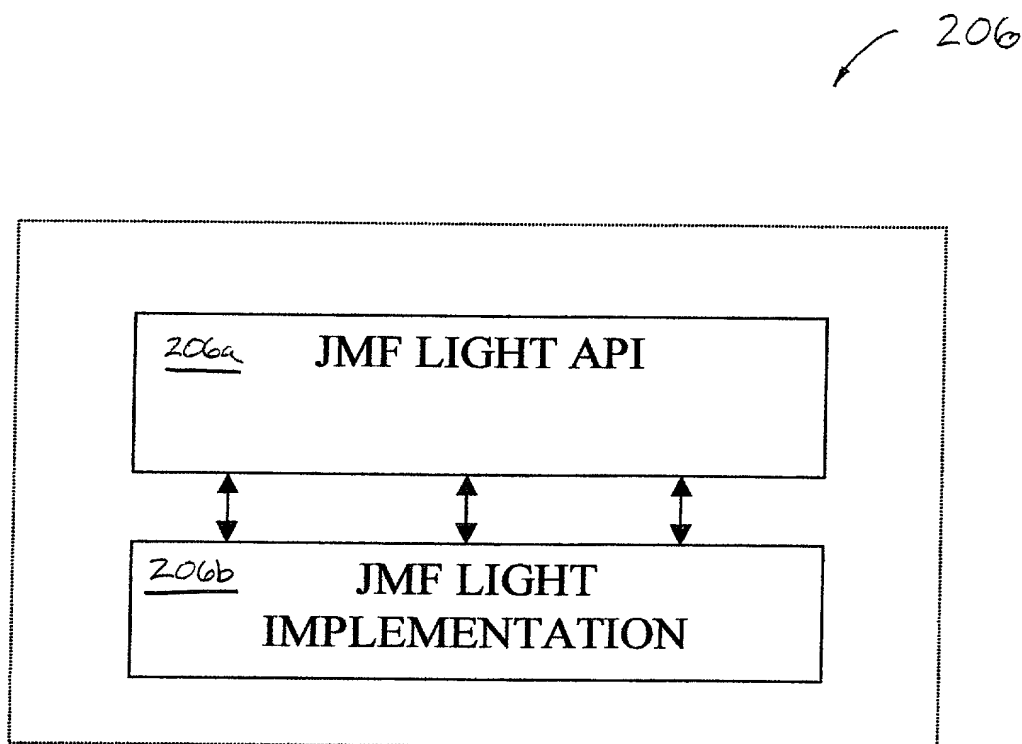 206
206a JMF LIGHT API
206b JMF LIGHT
IMPLEMENTATION